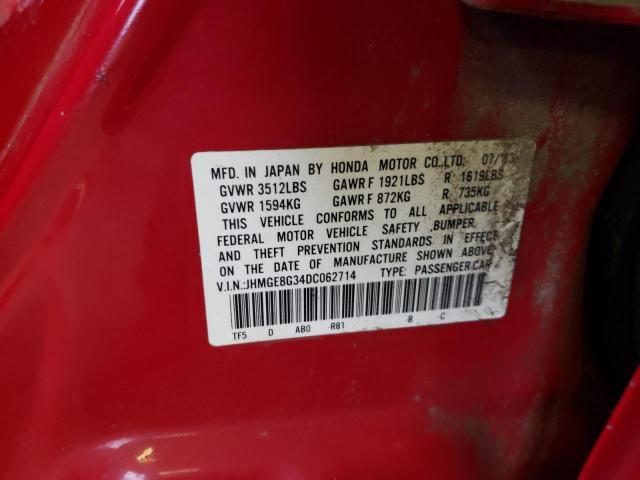 MFD. IN JAPAN BY HONDA MOTOR CO.,LTD. 07/13
GVWR 3512LBS GAWR F 1921LBS R 1619LBS
GVWR 1594KG GAWR F 872KG R 735KG
THIS VEHICLE CONFORMS TO ALL APPLICABLE
FEDERAL MOTOR VEHICLE SAFETY ,BUMPER,
AND THEFT PREVENTION STANDARDS IN EFFECT
ON THE DATE OF MANUFACTURE SHOWN ABOVE.
V.I.N.:JHMGE8G34DC062714 TYPE: PASSENGER CAR
TF5 D AB0 -R81 -B -C